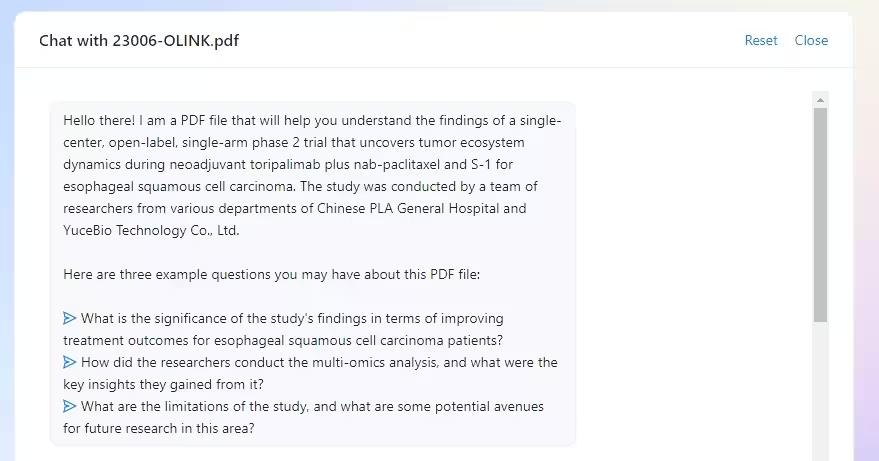 Chat with 23006-OLINK.pdf
Reset Close
Hello there! I am a PDF file that will help you understand the findings of a single-
center, open-label, single-arm phase 2 trial that uncovers tumor ecosystem
dynamics during neoadjuvant toripalimab plus nab-paclitaxel and S-1 for
esophageal squamous cell carcinoma. The study was conducted by a team of
researchers from various departments of Chinese PLA General Hospital and
YuceBio Technology Co., Ltd.
Here are three example questions you may have about this PDF file:
What is the significance of the study's findings in terms of improving
treatment outcomes for esophageal squamous cell carcinoma patients?
How did the researchers conduct the multi-omics analysis, and what were the
key insights they gained from it?
What are the limitations of the study, and what are some potential avenues
for future research in this area?